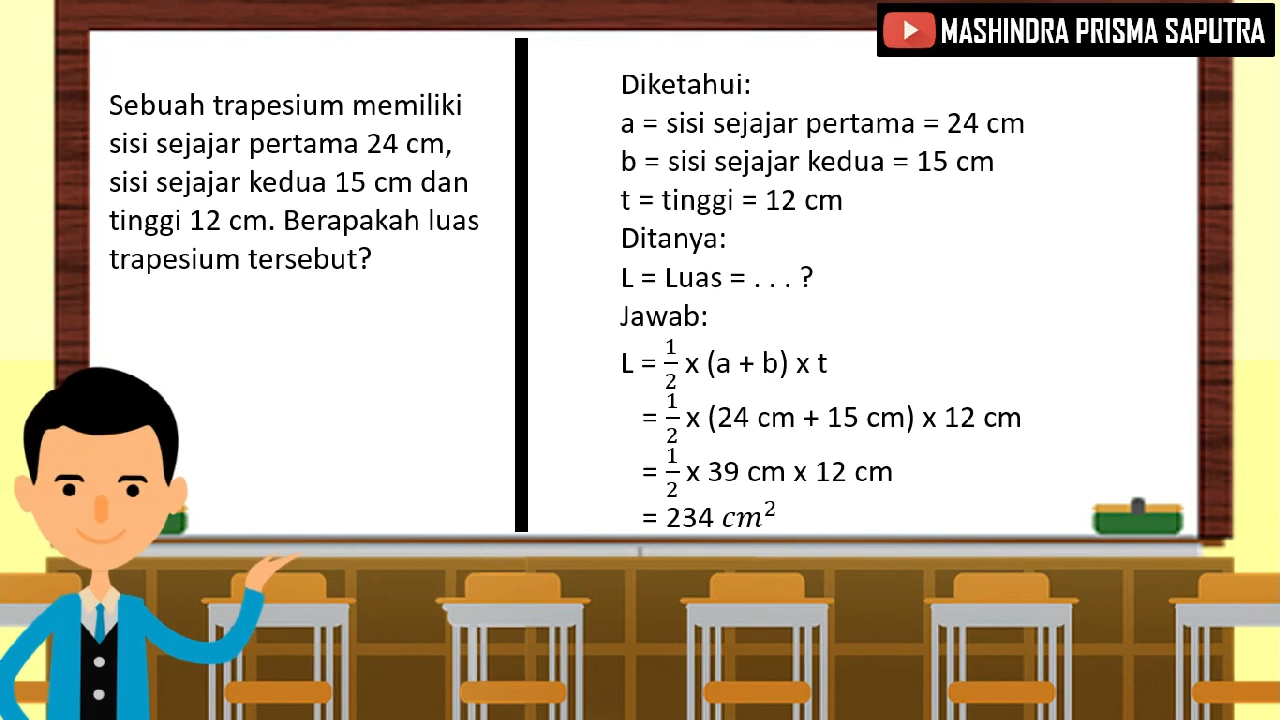 MASHINDRA PRISMA SAPUTRA
Sebuah trapesium memiliki
sisi sejajar pertama 24 cm,
sisi sejajar kedua 15 cm dan
tinggi 12 cm. Berapakah luas
trapesium tersebut?
Diketahui:
a = sisi sejajar pertama = 24 cm
b = sisi sejajar kedua = 15 cm
t = tinggi = 12 cm
Ditanya:
L = Luas = . . . ?
Jawab:
L = 1/2 x (a + b) x t
= 1/2 x (24 cm + 15 cm) x 12 cm
= 1/2 x 39 cm x 12 cm
= 234 cm²